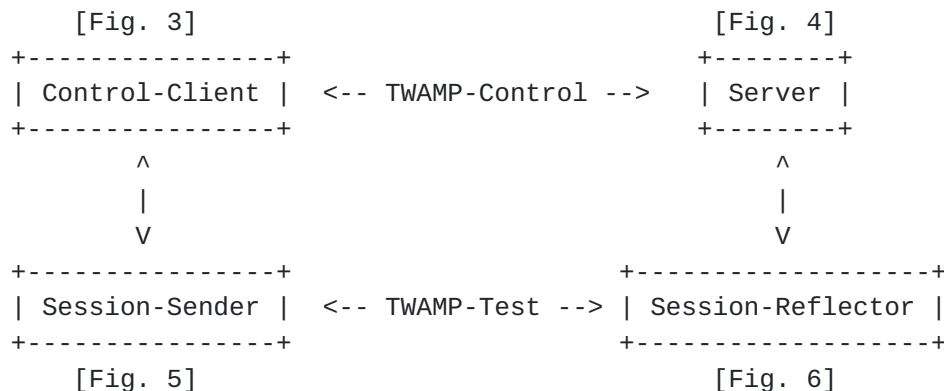 [Fig. 3] [Fig. 4]
+----------------+ +--------+
| Control-Client | <-- TWAMP-Control --> | Server |
+----------------+ +--------+
^ ^
| |
V V
+----------------+ +-------------------+
| Session-Sender | <-- TWAMP-Test --> | Session-Reflector |
+----------------+ +-------------------+
[Fig. 5] [Fig. 6]